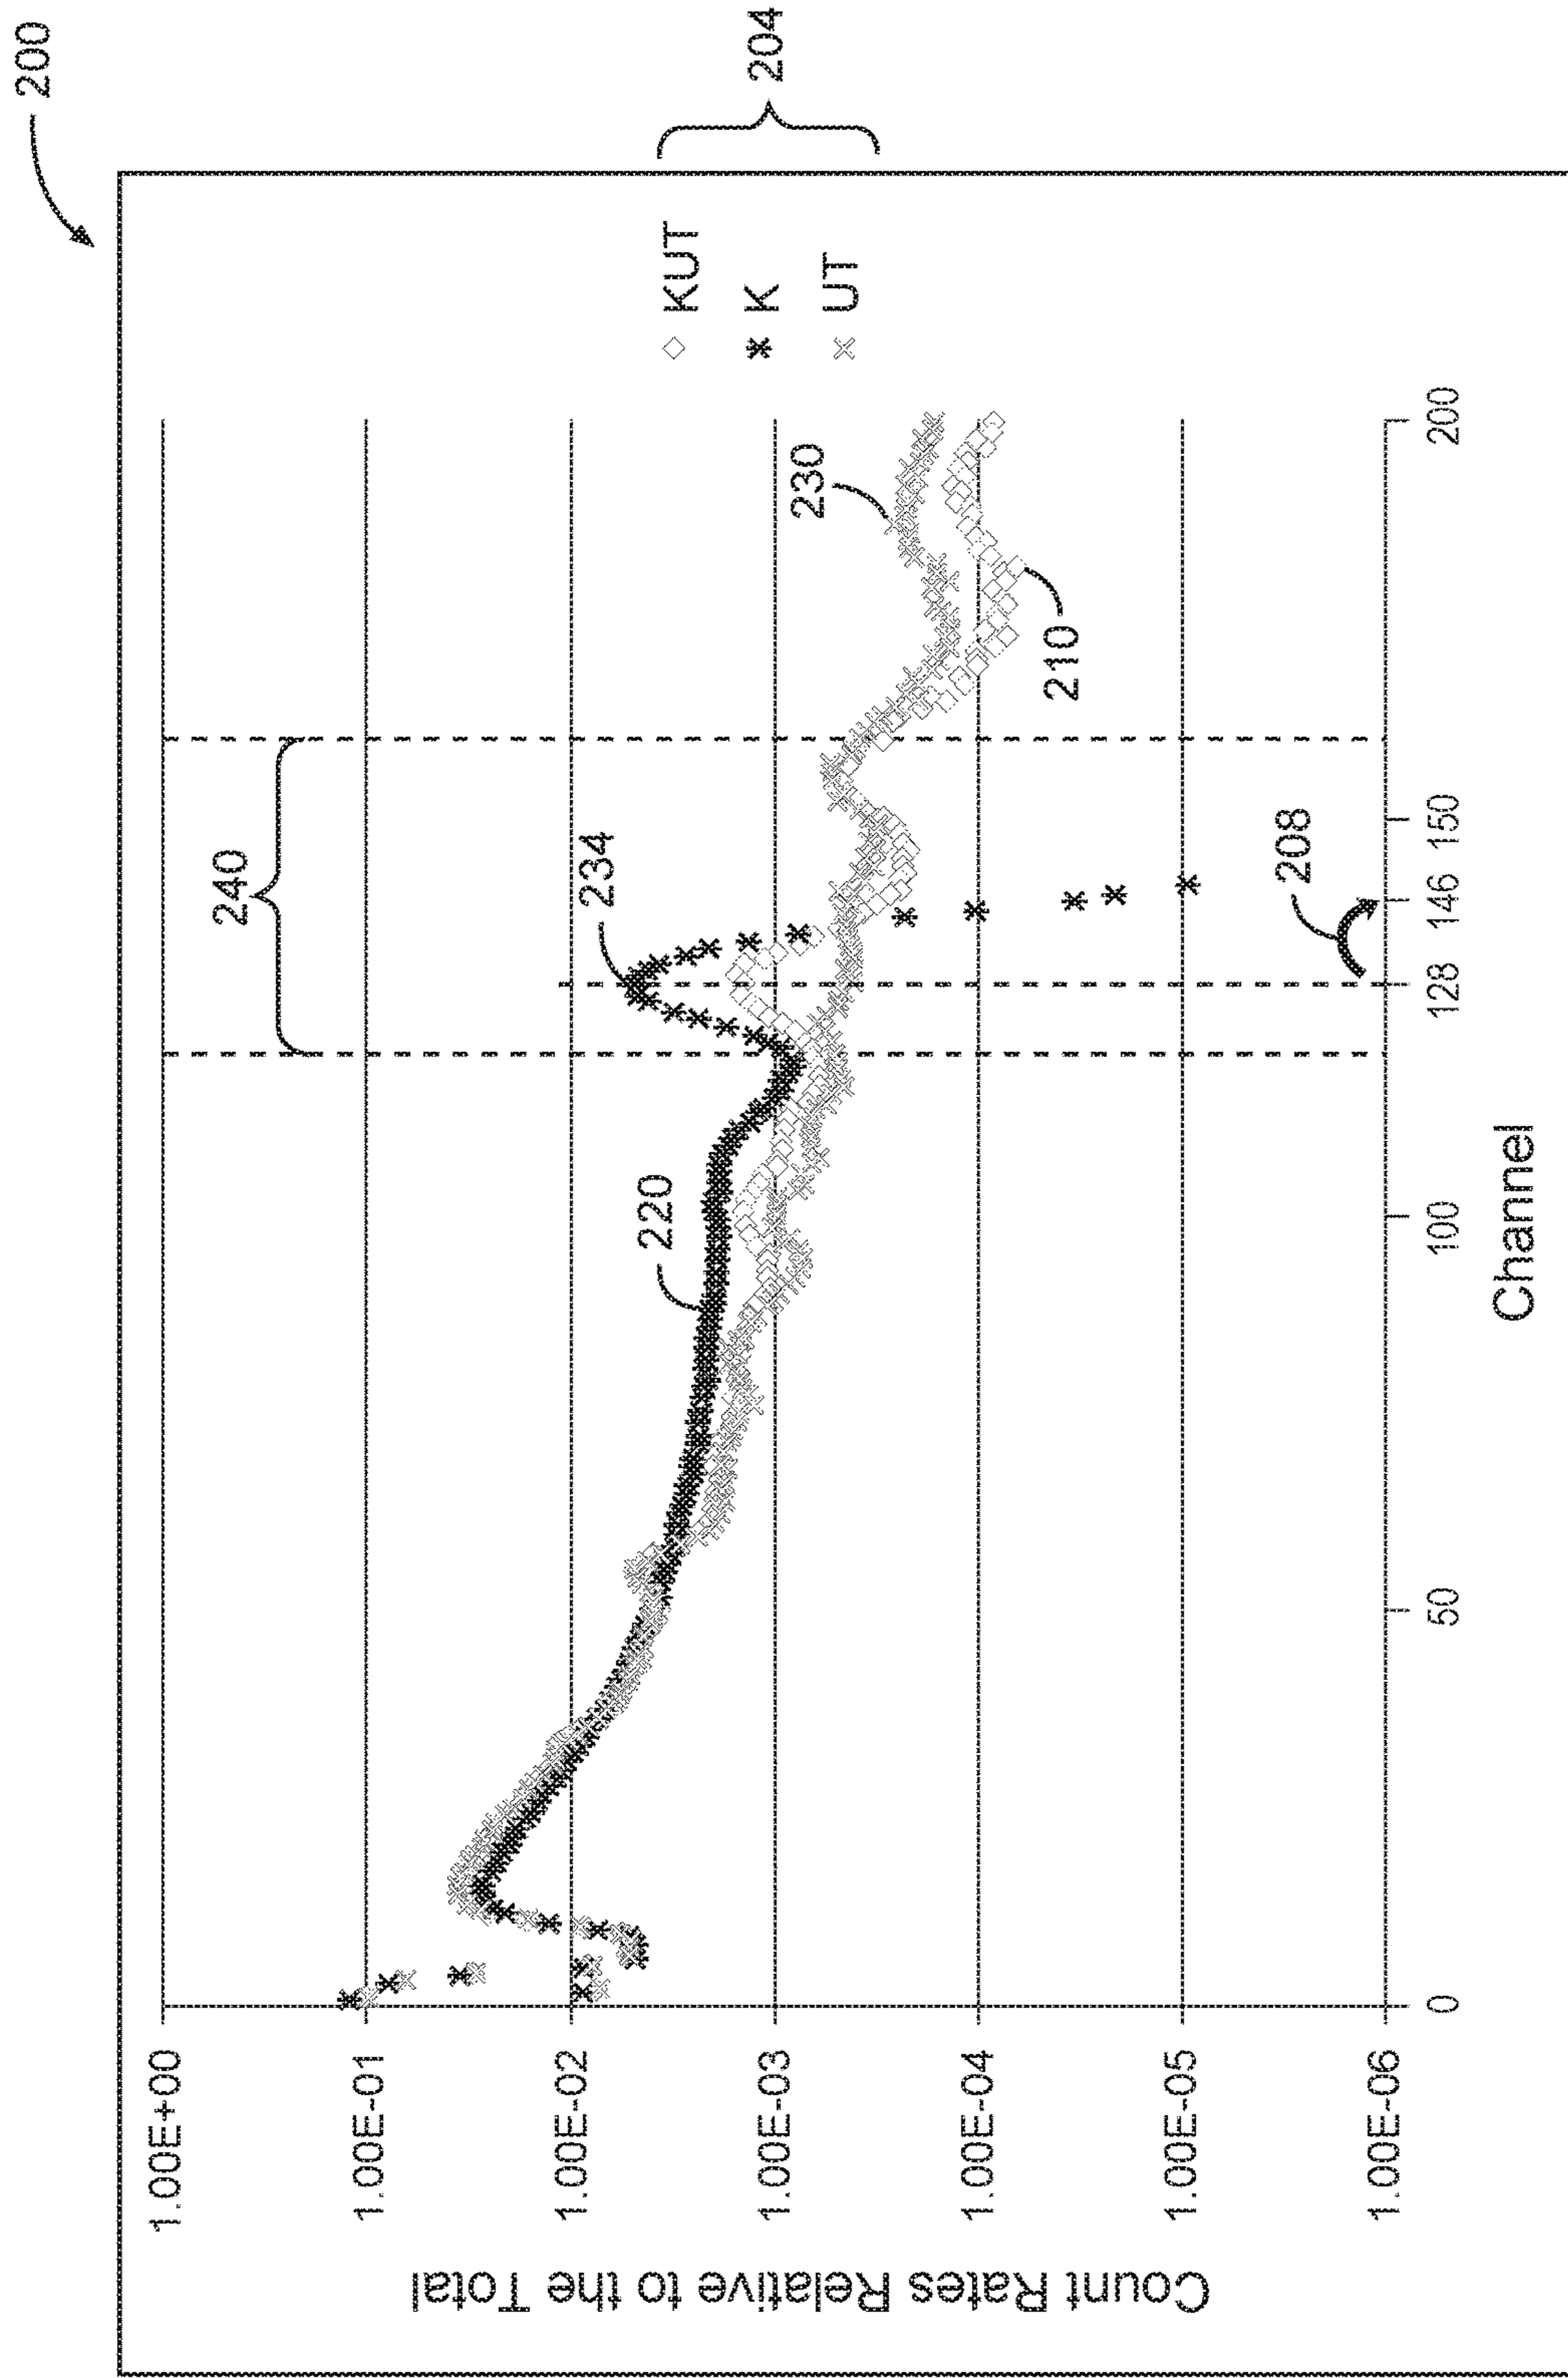 200
204
1.00E+00
1.00E-01
1.00E-02
1.00E-03
1.00E-04
1.00E-05
1.00E-06
Count Rates Relative to the Total
240
234
220
230
210
208
KUT
K
UT
0
50
100
128
146
150
200
Channel